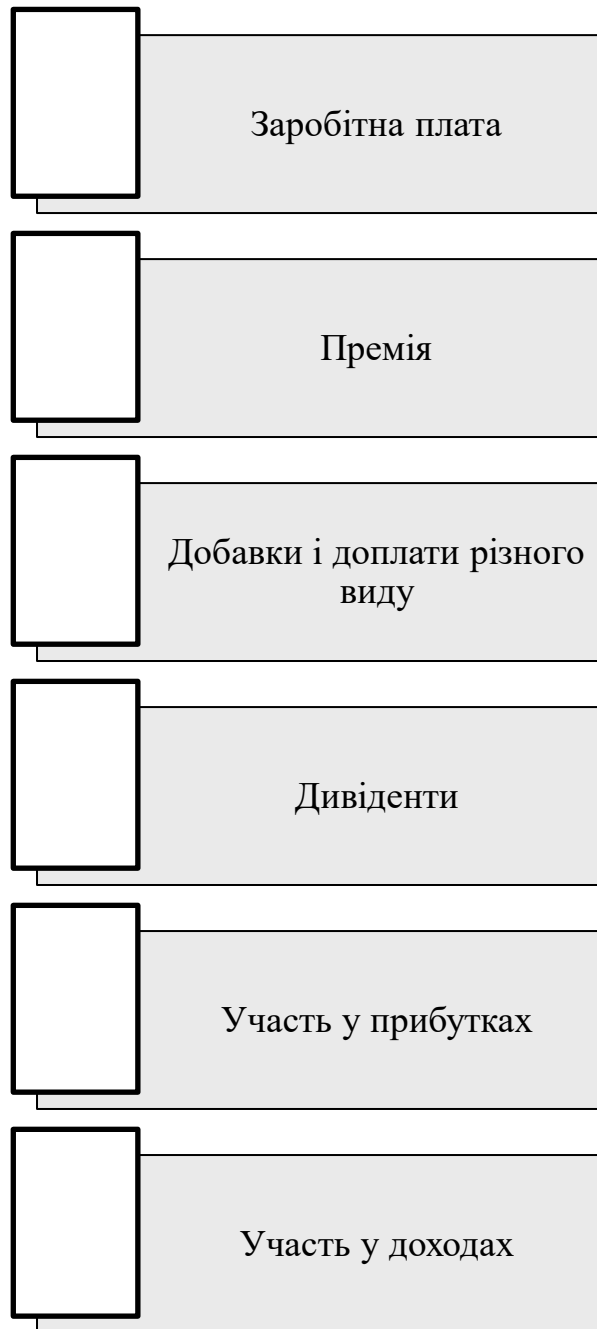 Заробітна плата
Премія
Добавки і доплати різного
виду
Дивіденти
Участь у прибутках
Участь у доходах